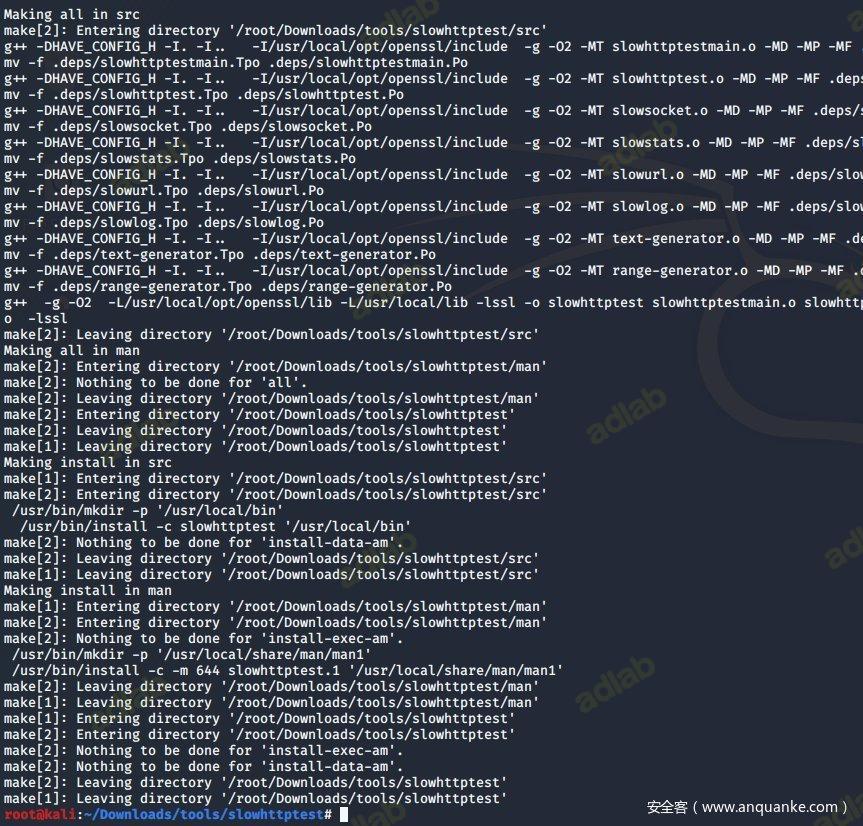 Making all in src
make[2]: Entering directory '/root/Downloads/tools/slowhttptest/src'
g++ -DHAVE_CONFIG_H -I. -I..   -I/usr/local/opt/openssl/include  -g -O2 -MT slowhttptestmain.o -MD -MP -MF
mv -f .deps/slowhttptestmain.Tpo .deps/slowhttptestmain.Po
g++ -DHAVE_CONFIG_H -I. -I..   -I/usr/local/opt/openssl/include  -g -O2 -MT slowhttptest.o -MD -MP -MF .dep
mv -f .deps/slowhttptest.Tpo .deps/slowhttptest.Po
g++ -DHAVE_CONFIG_H -I. -I..   -I/usr/local/opt/openssl/include  -g -O2 -MT slowsocket.o -MD -MP -MF .deps/
mv -f .deps/slowsocket.Tpo .deps/slowsocket.Po
g++ -DHAVE_CONFIG_H -I. -I..   -I/usr/local/opt/openssl/include  -g -O2 -MT slowstats.o -MD -MP -MF .deps/sl
mv -f .deps/slowstats.Tpo .deps/slowstats.Po
g++ -DHAVE_CONFIG_H -I. -I..   -I/usr/local/opt/openssl/include  -g -O2 -MT slowurl.o -MD -MP -MF .deps/slow
mv -f .deps/slowurl.Tpo .deps/slowurl.Po
g++ -DHAVE_CONFIG_H -I. -I..   -I/usr/local/opt/openssl/include  -g -O2 -MT slowlog.o -MD -MP -MF .deps/slow
mv -f .deps/slowlog.Tpo .deps/slowlog.Po
g++ -DHAVE_CONFIG_H -I. -I..   -I/usr/local/opt/openssl/include  -g -O2 -MT text-generator.o -MD -MP -MF .de
mv -f .deps/text-generator.Tpo .deps/text-generator.Po
g++ -DHAVE_CONFIG_H -I. -I..   -I/usr/local/opt/openssl/include  -g -O2 -MT range-generator.o -MD -MP -MF .
mv -f .deps/range-generator.Tpo .deps/range-generator.Po
g++  -g -O2  -L/usr/local/opt/openssl/lib -L/usr/local/lib -lssl -o slowhttptest slowhttptestmain.o slowhttp
o  -lssl
make[2]: Leaving directory '/root/Downloads/tools/slowhttptest/src'
Making all in man
make[2]: Entering directory '/root/Downloads/tools/slowhttptest/man'
make[2]: Nothing to be done for 'all'.
make[2]: Leaving directory '/root/Downloads/tools/slowhttptest/man'
make[2]: Entering directory '/root/Downloads/tools/slowhttptest'
make[2]: Leaving directory '/root/Downloads/tools/slowhttptest'
make[1]: Leaving directory '/root/Downloads/tools/slowhttptest'
Making install in src
make[1]: Entering directory '/root/Downloads/tools/slowhttptest/src'
make[2]: Entering directory '/root/Downloads/tools/slowhttptest/src'
 /usr/bin/mkdir -p '/usr/local/bin'
  /usr/bin/install -c slowhttptest '/usr/local/bin'
make[2]: Nothing to be done for 'install-data-am'.
make[2]: Leaving directory '/root/Downloads/tools/slowhttptest/src'
make[1]: Leaving directory '/root/Downloads/tools/slowhttptest/src'
Making install in man
make[1]: Entering directory '/root/Downloads/tools/slowhttptest/man'
make[2]: Entering directory '/root/Downloads/tools/slowhttptest/man'
make[2]: Nothing to be done for 'install-exec-am'.
 /usr/bin/mkdir -p '/usr/local/share/man/man1'
 /usr/bin/install -c -m 644 slowhttptest.1 '/usr/local/share/man/man1'
make[2]: Leaving directory '/root/Downloads/tools/slowhttptest/man'
make[1]: Leaving directory '/root/Downloads/tools/slowhttptest/man'
make[1]: Entering directory '/root/Downloads/tools/slowhttptest'
make[2]: Entering directory '/root/Downloads/tools/slowhttptest'
make[2]: Nothing to be done for 'install-exec-am'.
make[2]: Nothing to be done for 'install-data-am'.
make[2]: Leaving directory '/root/Downloads/tools/slowhttptest'
make[1]: Leaving directory '/root/Downloads/tools/slowhttptest'
root@kali:~/Downloads/tools/slowhttptest#
安全客（www.anquanke.com）
adlab
adlab
adlab
adlab